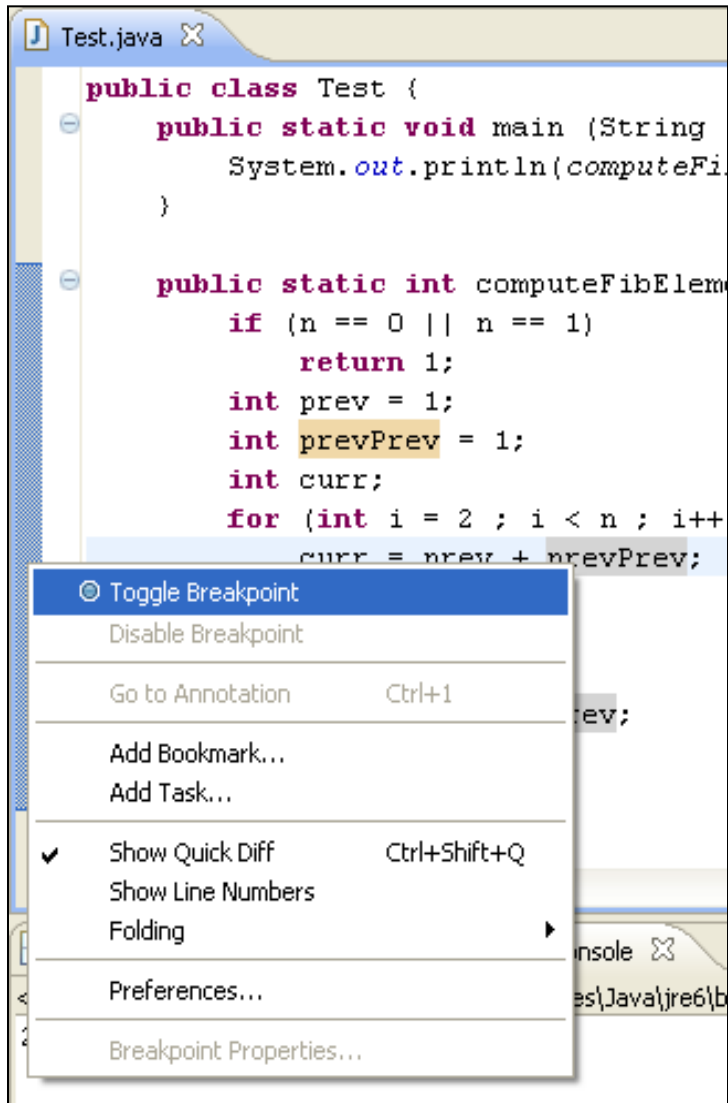 Test.java
public class Test {
public static void main (String
System.out.println(computeFi
}
public static int computeFibEleme
if (n == 0 || n == 1)
return 1;
int prev = 1;
int prevPrev = 1;
int curr;
for (int i = 2 ; i < n ; i++
curr = prev + prevPrev;
Toggle Breakpoint
Disable Breakpoint
Go to Annotation Ctrl+1
ev;
Add Bookmark...
Add Task...
Show Quick Diff Ctrl+Shift+Q
Show Line Numbers
Folding
nsole
Preferences...
es\Java\jre6\b
Breakpoint Properties...